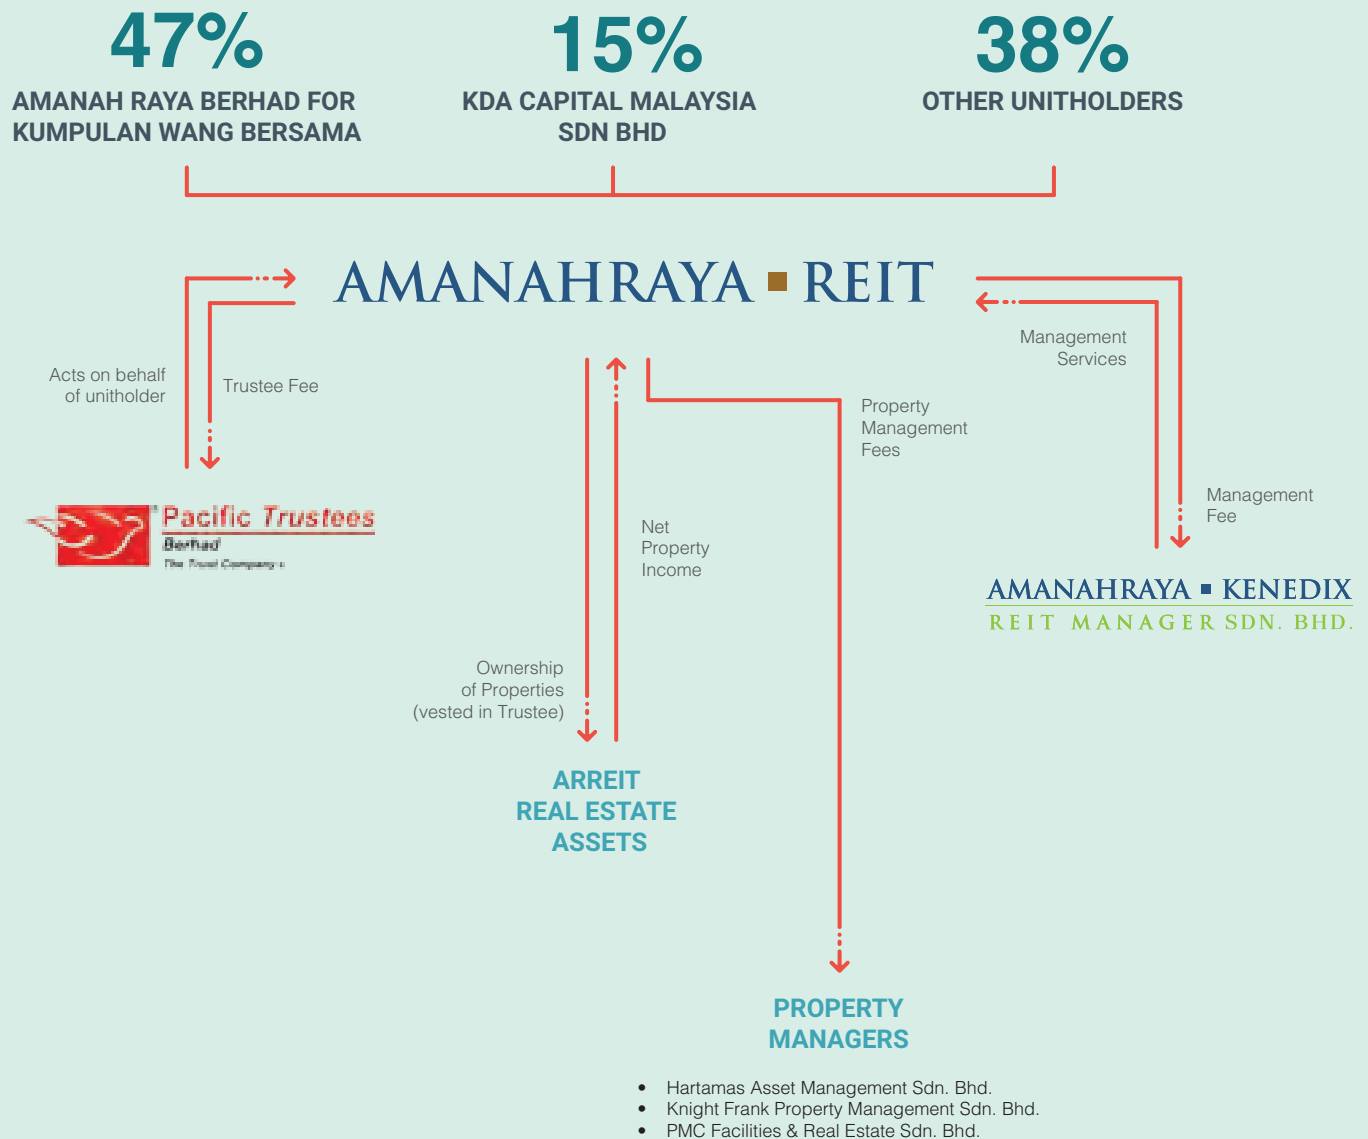 47%
15%
38%
AMANAH RAYA BERHAD FOR
KUMPULAN WANG BERSAMA
KDA CAPITAL MALAYSIA
SDN BHD
OTHER UNITHOLDERS
AMANAHRAYA ▪ REIT
Acts on behalf
of unitholder
Trustee Fee
Management
Services
Property
Management
Fees
Management
Fee
Pacific Trustees
Berhad
The Trust Company
Net
Property
Income
AMANAHRAYA ▪ KENEDIX
REIT MANAGER SDN. BHD.
Ownership
of Properties
(vested in Trustee)
ARREIT
REAL ESTATE
ASSETS
PROPERTY
MANAGERS
• Hartamas Asset Management Sdn. Bhd.
• Knight Frank Property Management Sdn. Bhd.
• PMC Facilities & Real Estate Sdn. Bhd.